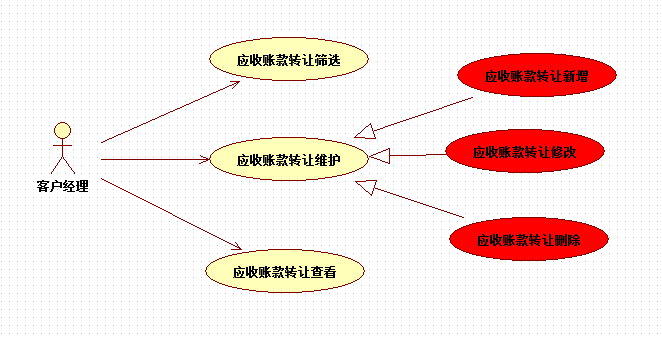 应收账款转让筛选
应收账款转让新增
应收账款转让维护
应收账款转让修改
客户经理
应收账款转让删除
应收账款转让查看